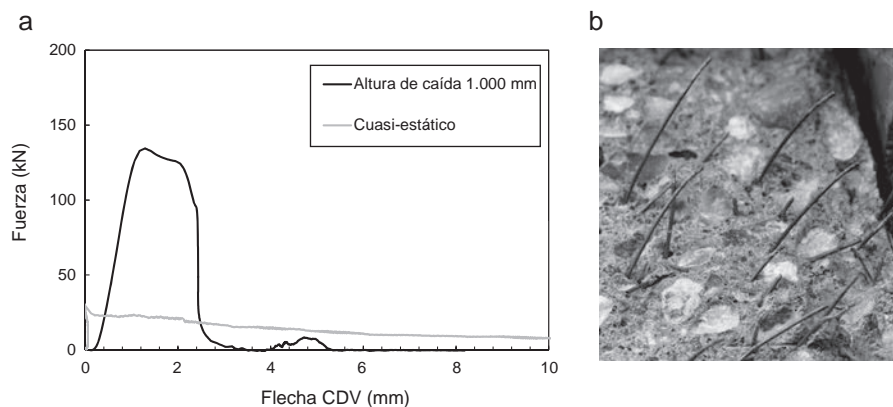 a
b
200
150
100
50
0
Fuerza (kN)
Altura de caída 1.000 mm
Cuasi-estático
0
2
4
6
8
10
Flecha CDV (mm)